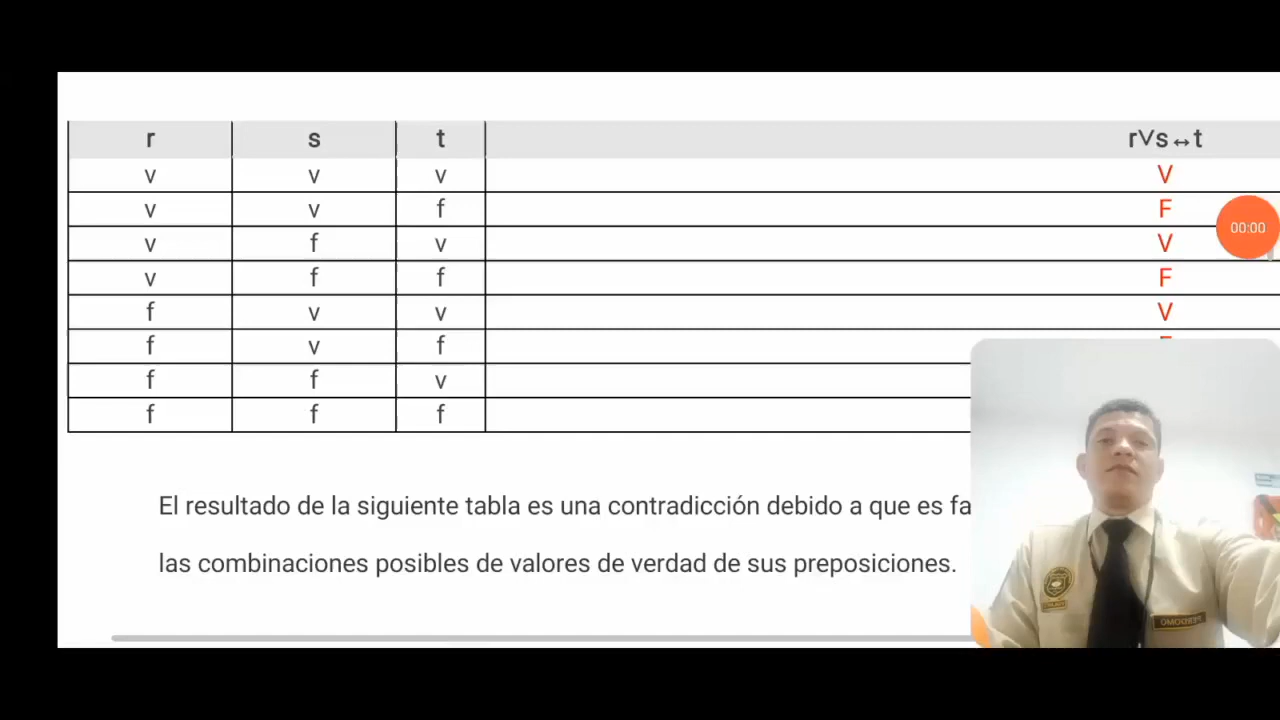 r s t r∨s↔t
v v v V
v v f F
v f v V
v f f F
f v v V
f v f
f f v
f f f
00:00
El resultado de la siguiente tabla es una contradicción debido a que es fa
las combinaciones posibles de valores de verdad de sus preposiciones.
PERDOMO